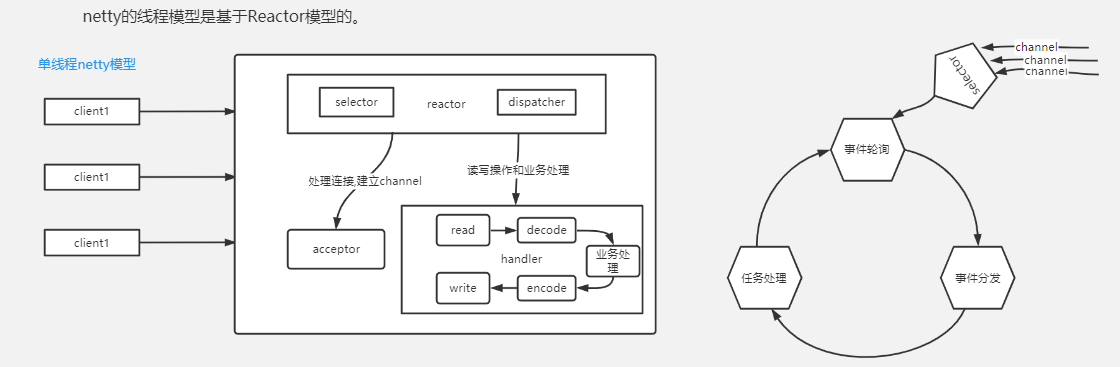 netty的线程模型是基于Reactor模型的。
单线程netty模型
client1
client1
client1
selector
reactor
dispatcher
处理连接,建立channel
读写操作和业务处理
acceptor
read
decode
handler
业务处
理
write
encode
channel
channel
channel
selector
事件轮询
任务处理
事件分发